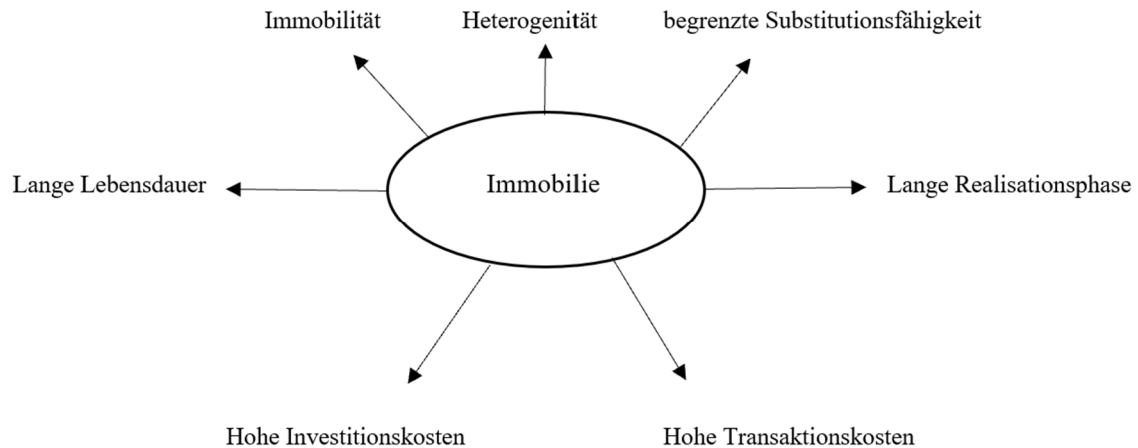 Immobilität
Heterogenität
begrenzte Substitutionsfähigkeit
Lange Lebensdauer
Immobilie
Lange Realisationsphase
Hohe Investitionskosten
Hohe Transaktionskosten